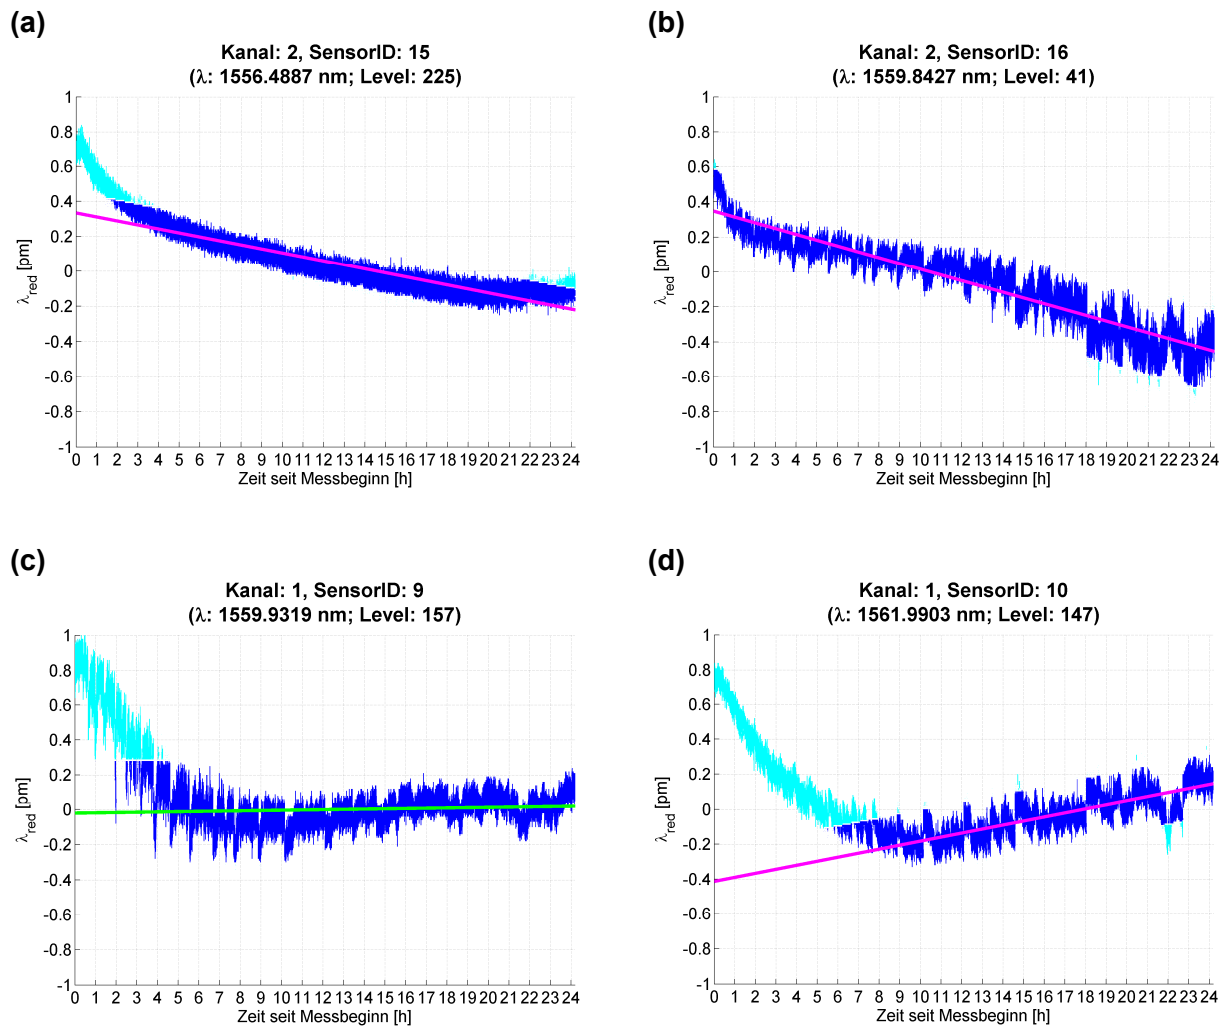 (a)
Kanal: 2, SensorID: 15
(λ: 1556.4887 nm; Level: 225)
1
0.8
0.6
0.4
0.2
0
-0.2
-0.4
-0.6
-0.8
-1
λred [pm]
0 1 2 3 4 5 6 7 8 9 10 11 12 13 14 15 16 17 18 19 20 21 22 23 24
Zeit seit Messbeginn [h]
(b)
Kanal: 2, SensorID: 16
(λ: 1559.8427 nm; Level: 41)
1
0.8
0.6
0.4
0.2
0
-0.2
-0.4
-0.6
-0.8
-1
λred [pm]
0 1 2 3 4 5 6 7 8 9 10 11 12 13 14 15 16 17 18 19 20 21 22 23 24
Zeit seit Messbeginn [h]
(c)
Kanal: 1, SensorID: 9
(λ: 1559.9319 nm; Level: 157)
1
0.8
0.6
0.4
0.2
0
-0.2
-0.4
-0.6
-0.8
-1
λred [pm]
0 1 2 3 4 5 6 7 8 9 10 11 12 13 14 15 16 17 18 19 20 21 22 23 24
Zeit seit Messbeginn [h]
(d)
Kanal: 1, SensorID: 10
(λ: 1561.9903 nm; Level: 147)
1
0.8
0.6
0.4
0.2
0
-0.2
-0.4
-0.6
-0.8
-1
λred [pm]
0 1 2 3 4 5 6 7 8 9 10 11 12 13 14 15 16 17 18 19 20 21 22 23 24
Zeit seit Messbeginn [h]